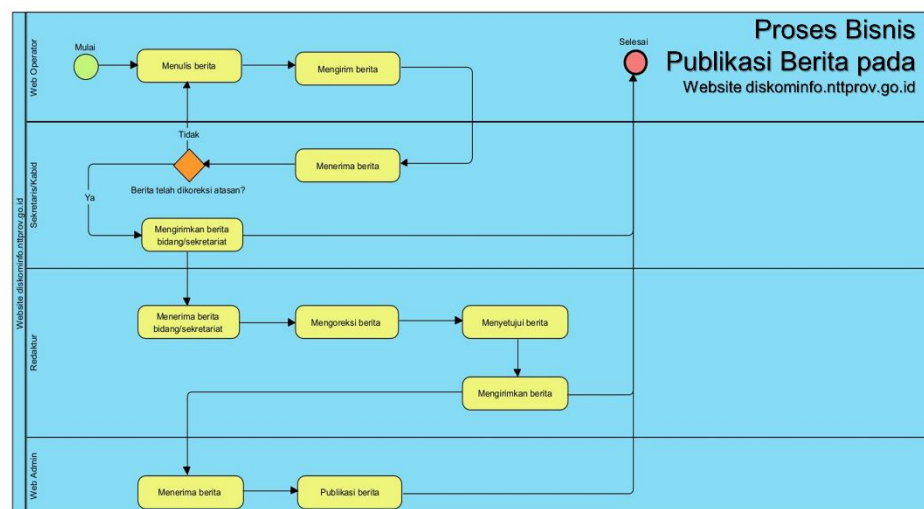 Proses Bisnis
Publikasi Berita pada
Website diskominfo.nttprov.go.id
Website diskominfo.nttprov.go.id
Web Operator
Mulai
Menulis berita
Mengirim berita
Selesai
Sekretaris/Kabid
Tidak
Berita telah dikoreksi atasan?
Menerima berita
Ya
Mengirimkan berita
bidang/sekretariat
Redaktur
Menerima berita
bidang/sekretariat
Mengoreksi berita
Menyetujui berita
Mengirimkan berita
Web Admin
Menerima berita
Publikasi berita